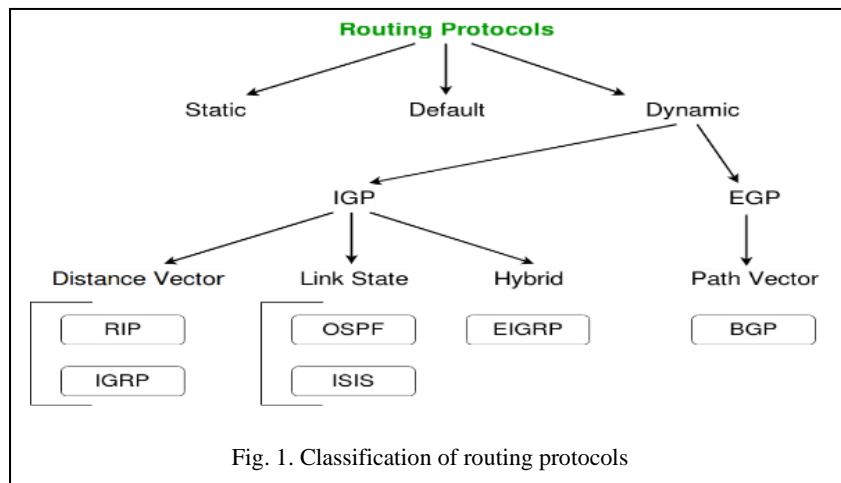 Routing Protocols
Static Default Dynamic
IGP EGP
Distance Vector Link State Hybrid Path Vector
RIP OSPF EIGRP BGP
IGRP ISIS
Fig. 1. Classification of routing protocols